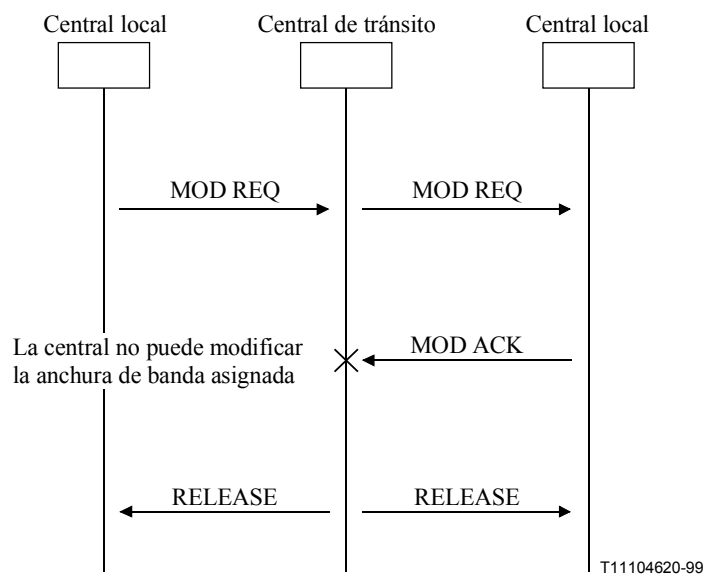 Central local
Central de tránsito
Central local
MOD REQ
MOD REQ
La central no puede modificar
la anchura de banda asignada
MOD ACK
RELEASE
RELEASE
T11104620-99